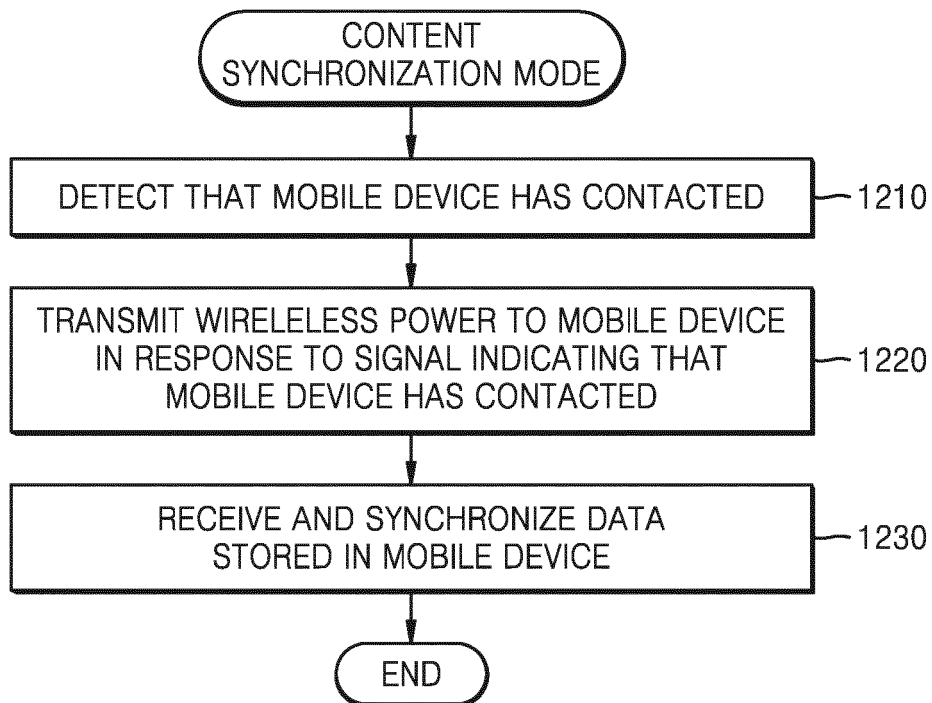 CONTENT
SYNCHRONIZATION MODE
DETECT THAT MOBILE DEVICE HAS CONTACTED
1210
TRANSMIT WIRELELESS POWER TO MOBILE DEVICE
IN RESPONSE TO SIGNAL INDICATING THAT
MOBILE DEVICE HAS CONTACTED
1220
RECEIVE AND SYNCHRONIZE DATA
STORED IN MOBILE DEVICE
1230
END